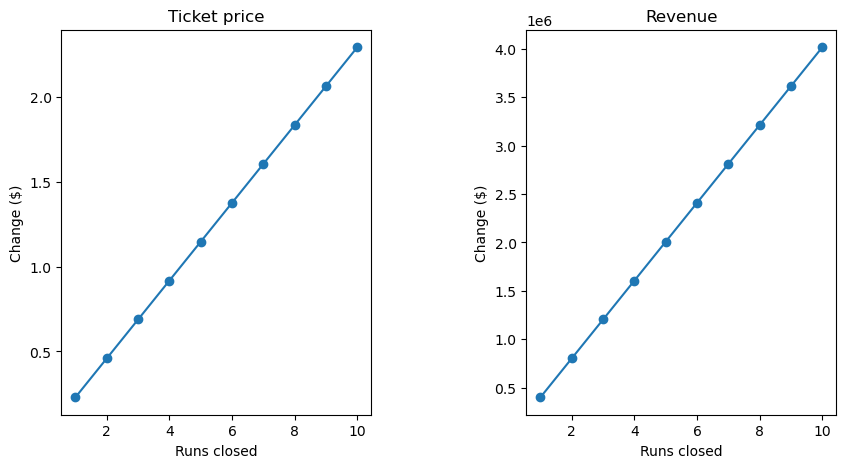 Ticket price
Change ($)
2.0
1.5
1.0
0.5
2 4 6 8 10
Runs closed
Revenue
1e6
Change ($)
4.0
3.5
3.0
2.5
2.0
1.5
1.0
0.5
2 4 6 8 10
Runs closed